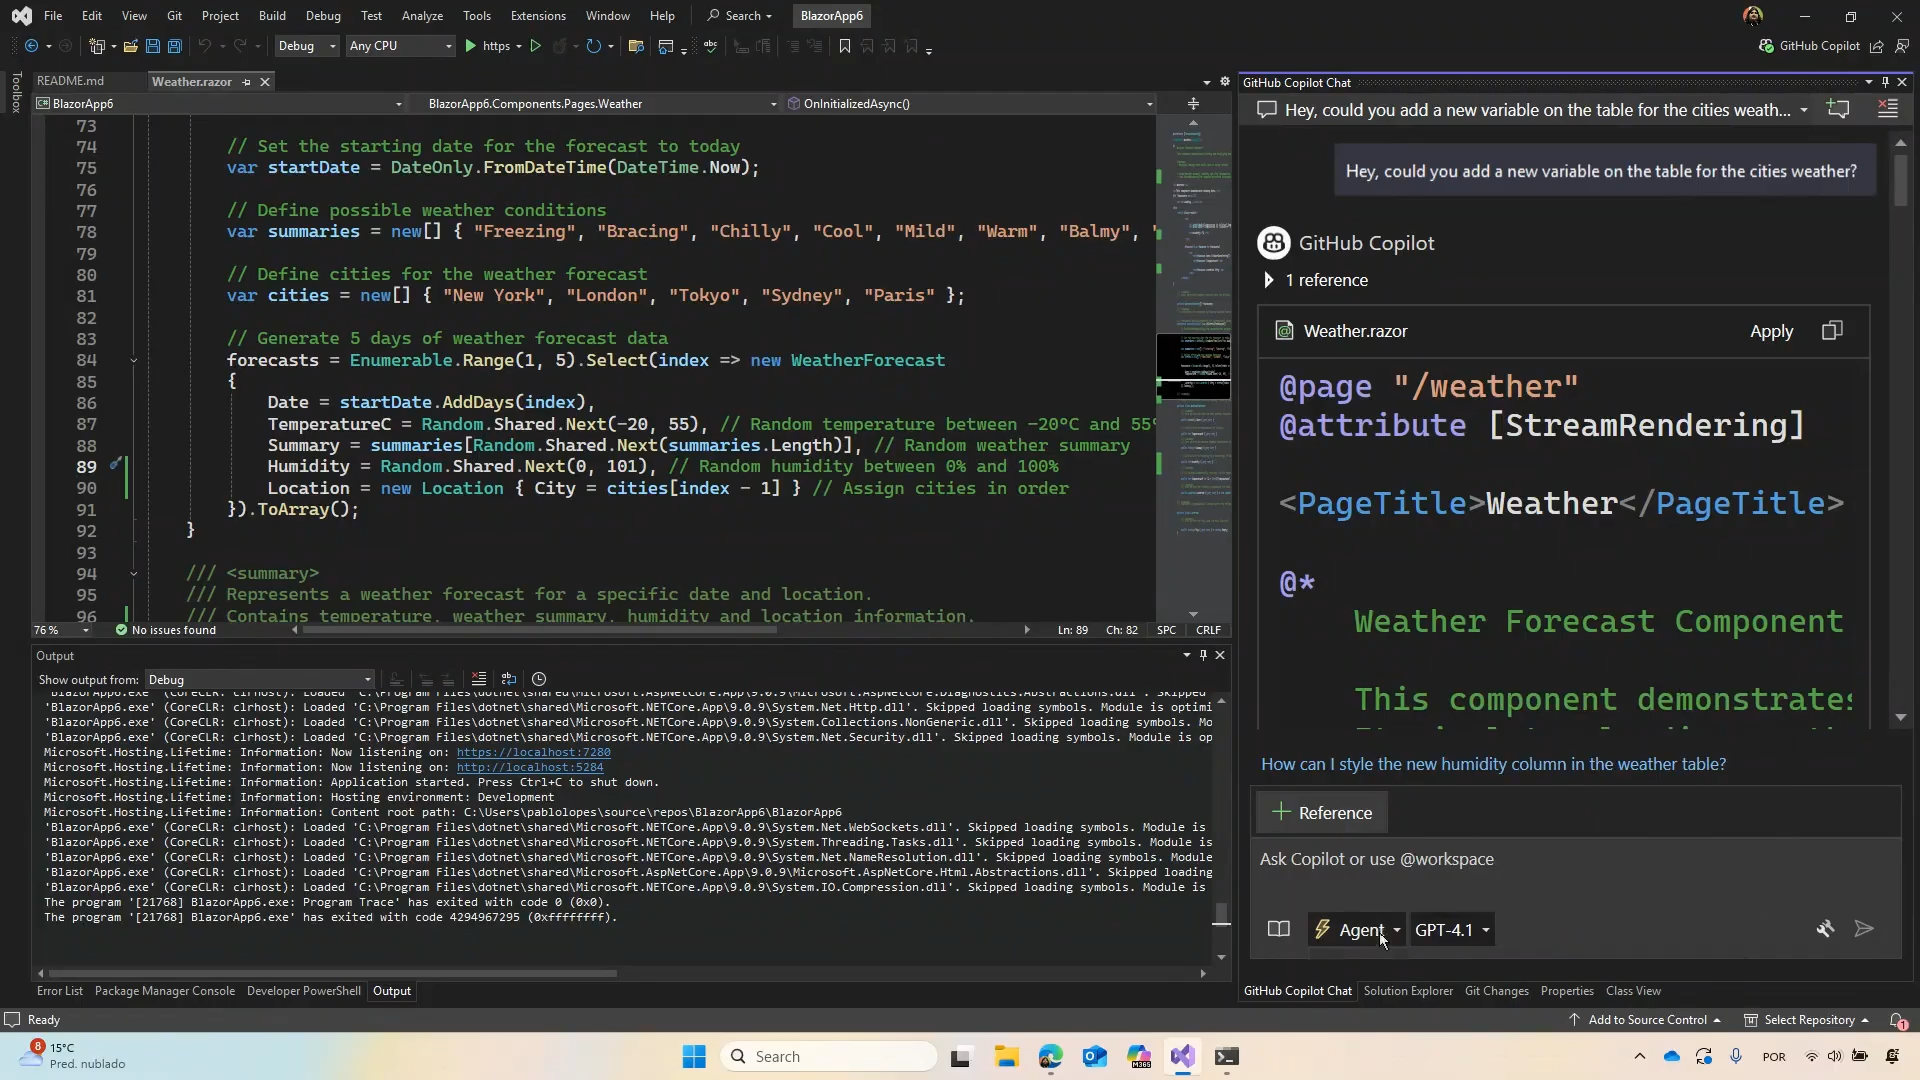 File Edit View Git Project Build Debug Test Analyze Tools Extensions Window Help Search BlazorApp6
Debug Any CPU https GitHub Copilot
Toolbox
README.md Weather.razor
BlazorApp6 BlazorApp6.Components.Pages.Weather OnInitializedAsync()
73
74 // Set the starting date for the forecast to today
75 var startDate = DateOnly.FromDateTime(DateTime.Now);
76
77 // Define possible weather conditions
78 var summaries = new[] { "Freezing", "Bracing", "Chilly", "Cool", "Mild", "Warm", "Balmy", "
79
80 // Define cities for the weather forecast
81 var cities = new[] { "New York", "London", "Tokyo", "Sydney", "Paris" };
82
83 // Generate 5 days of weather forecast data
84 forecasts = Enumerable.Range(1, 5).Select(index => new WeatherForecast
85 {
86 Date = startDate.AddDays(index),
87 TemperatureC = Random.Shared.Next(-20, 55), // Random temperature between -20ºC and 55º
88 Summary = summaries[Random.Shared.Next(summaries.Length)], // Random weather summary
89 Humidity = Random.Shared.Next(0, 101), // Random humidity between 0% and 100%
90 Location = new Location { City = cities[index - 1] } // Assign cities in order
91 }).ToArray();
92 }
93
94 /// <summary>
95 /// Represents a weather forecast for a specific date and location.
96 /// Contains temperature, weather summary, humidity and location information.
76 % No issues found Ln: 89 Ch: 82 SPC CRLF
Output
Show output from: Debug
'BlazorApp6.exe' (CoreCLR: clrhost): Loaded 'C:\Program Files\dotnet\shared\Microsoft.AspNetCore.App\9.0.9\Microsoft.AspNetCore.Diagnostics.Abstractions.dll'. Skipped
'BlazorApp6.exe' (CoreCLR: clrhost): Loaded 'C:\Program Files\dotnet\shared\Microsoft.NETCore.App\9.0.9\System.Net.Http.dll'. Skipped loading symbols. Module is optimi
'BlazorApp6.exe' (CoreCLR: clrhost): Loaded 'C:\Program Files\dotnet\shared\Microsoft.NETCore.App\9.0.9\System.Collections.NonGeneric.dll'. Skipped loading symbols. Mo
'BlazorApp6.exe' (CoreCLR: clrhost): Loaded 'C:\Program Files\dotnet\shared\Microsoft.NETCore.App\9.0.9\System.Net.Security.dll'. Skipped loading symbols. Module is op
Microsoft.Hosting.Lifetime: Information: Now listening on: https://localhost:7280
Microsoft.Hosting.Lifetime: Information: Now listening on: http://localhost:5284
Microsoft.Hosting.Lifetime: Information: Application started. Press Ctrl+C to shut down.
Microsoft.Hosting.Lifetime: Information: Hosting environment: Development
Microsoft.Hosting.Lifetime: Information: Content root path: C:\Users\pablolopes\source\repos\BlazorApp6\BlazorApp6
'BlazorApp6.exe' (CoreCLR: clrhost): Loaded 'C:\Program Files\dotnet\shared\Microsoft.NETCore.App\9.0.9\System.Net.WebSockets.dll'. Skipped loading symbols. Module is
'BlazorApp6.exe' (CoreCLR: clrhost): Loaded 'C:\Program Files\dotnet\shared\Microsoft.NETCore.App\9.0.9\System.Threading.Tasks.dll'. Skipped loading symbols. Module is
'BlazorApp6.exe' (CoreCLR: clrhost): Loaded 'C:\Program Files\dotnet\shared\Microsoft.NETCore.App\9.0.9\System.Net.NameResolution.dll'. Skipped loading symbols. Module
'BlazorApp6.exe' (CoreCLR: clrhost): Loaded 'C:\Program Files\dotnet\shared\Microsoft.AspNetCore.App\9.0.9\Microsoft.AspNetCore.Html.Abstractions.dll'. Skipped loading
'BlazorApp6.exe' (CoreCLR: clrhost): Loaded 'C:\Program Files\dotnet\shared\Microsoft.NETCore.App\9.0.9\System.IO.Compression.dll'. Skipped loading symbols. Module is
The program '[21768] BlazorApp6.exe: Program Trace' has exited with code 0 (0x0).
The program '[21768] BlazorApp6.exe' has exited with code 4294967295 (0xffffffff).
Error List Package Manager Console Developer PowerShell Output
GitHub Copilot Chat
Hey, could you add a new variable on the table for the cities weath...
Hey, could you add a new variable on the table for the cities weather?
GitHub Copilot
1 reference
Weather.razor Apply
@page "/weather"
@attribute [StreamRendering]
<PageTitle>Weather</PageTitle>
@*
Weather Forecast Component
This component demonstrates
How can I style the new humidity column in the weather table?
+ Reference
Ask Copilot or use @workspace
Agent GPT-4.1
GitHub Copilot Chat Solution Explorer Git Changes Properties Class View
Ready Add to Source Control Select Repository 1
8 15°C
Pred. nublado
Search M365 POR